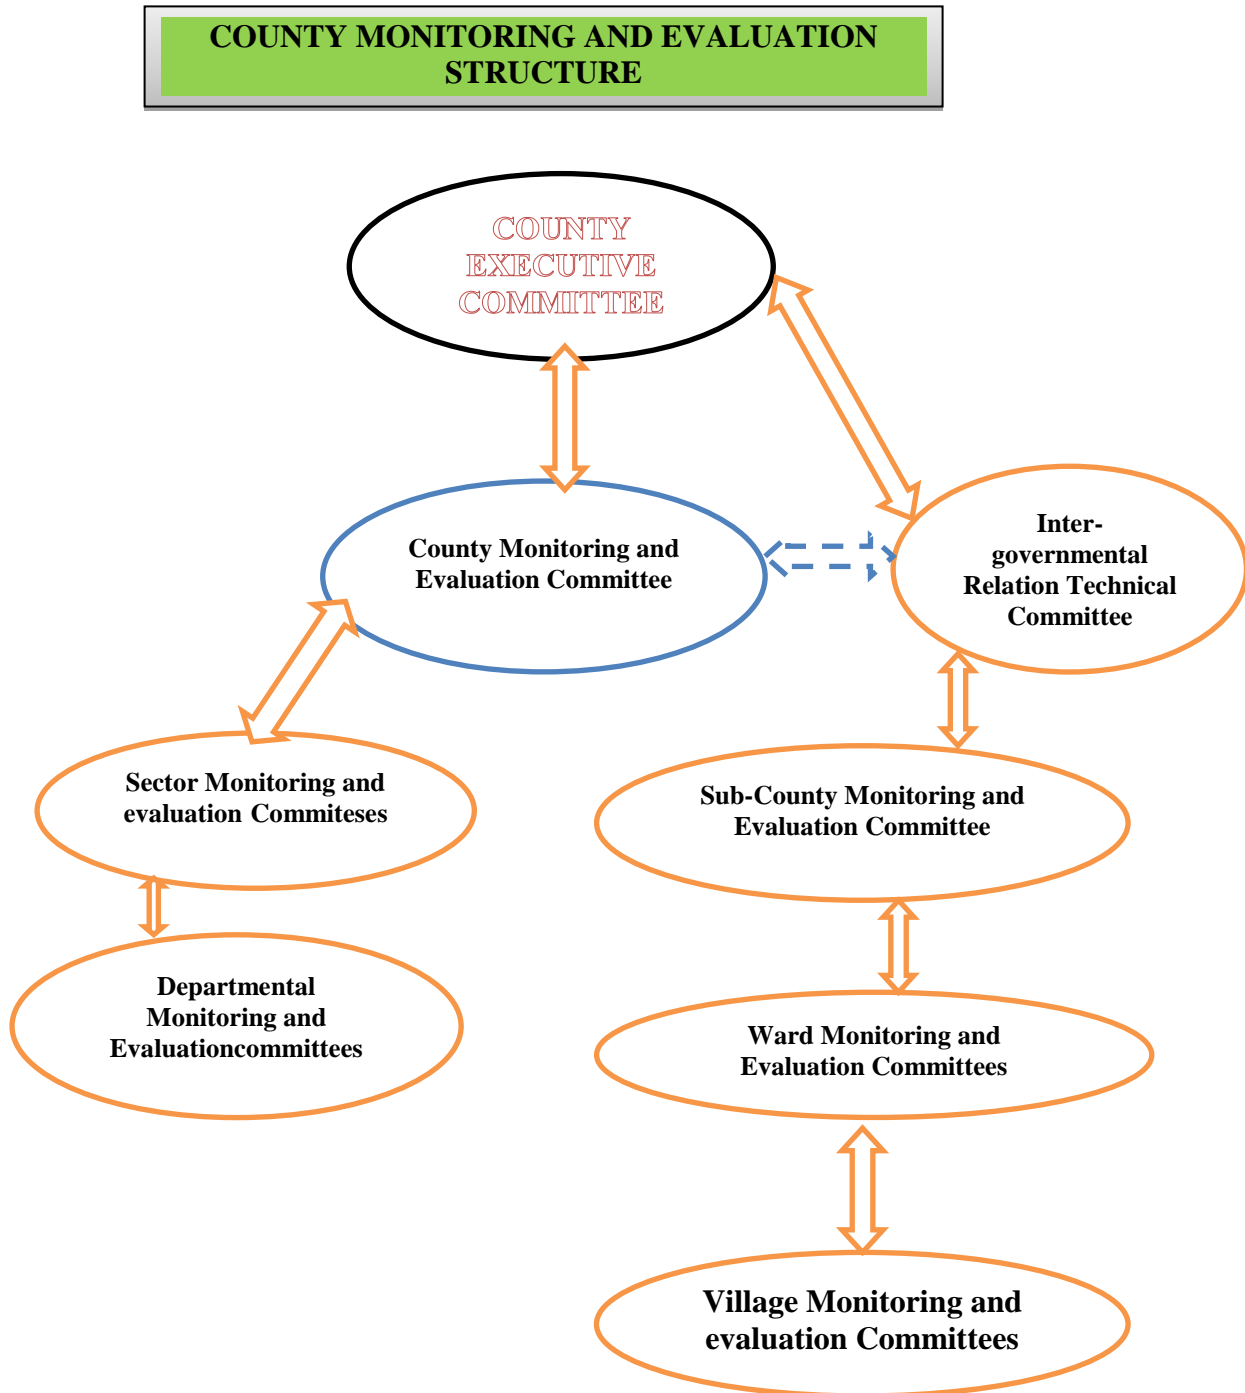 COUNTY MONITORING AND EVALUATION
STRUCTURE
COUNTY
EXECUTIVE
COMMITTEE
County Monitoring and
Evaluation Committee
Inter-
governmental
Relation Technical
Committee
Sector Monitoring and
evaluation Commiteses
Sub-County Monitoring and
Evaluation Committee
Departmental
Monitoring and
Evaluationcommittees
Ward Monitoring and
Evaluation Committees
Village Monitoring and
evaluation Committees